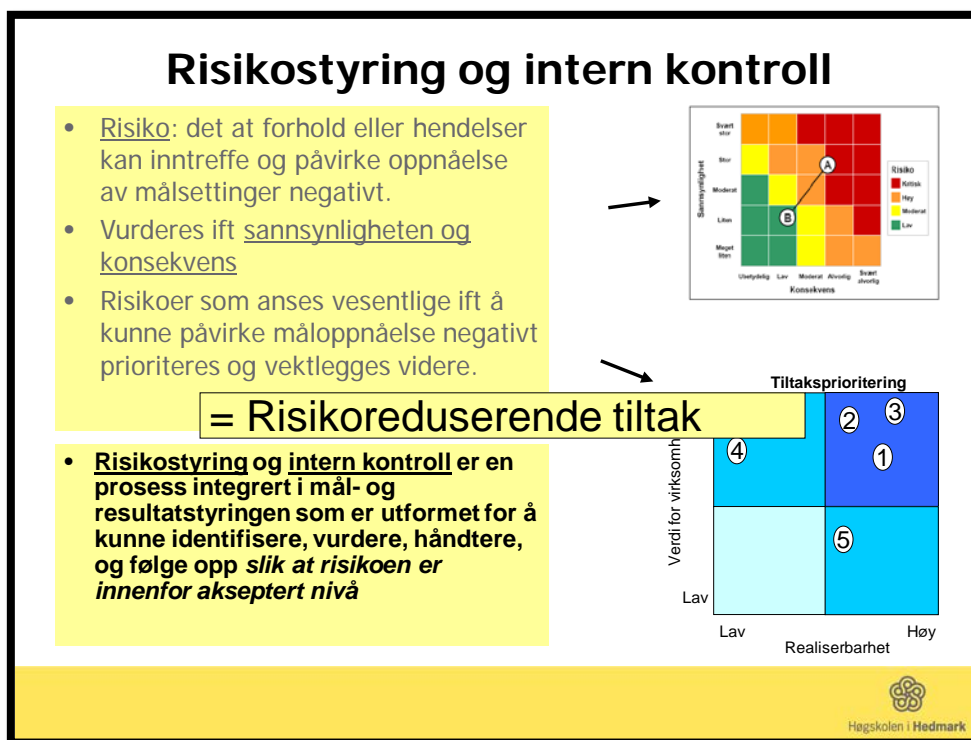 Risikostyring og intern kontroll
• Risiko: det at forhold eller hendelser
kan inntreffe og påvirke oppnåelse
av målsettinger negativt.
• Vurderes ift sannsynligheten og
konsekvens
• Risikoer som anses vesentlige ift å
kunne påvirke måloppnåelse negativt
prioriteres og vektlegges videre.
= Risikoreduserende tiltak
• Risikostyring og intern kontroll er en
prosess integrert i mål- og
resultatstyringen som er utformet for å
kunne identifisere, vurdere, håndtere,
og følge opp slik at risikoen er
innenfor akseptert nivå
Sannsynlighet
Svært
stor
Stor
Moderat
Liten
Meget
liten
A
B
Ubetydelig Lav Moderat Alvorlig Svært
alvorlig
Konsekvens
Risiko
Kritisk
Høy
Moderat
Lav
Tiltaksprioritering
Verdi for virksomh
2
3
4
1
5
Lav
Lav Høy
Realiserbarhet
Høgskolen i Hedmark